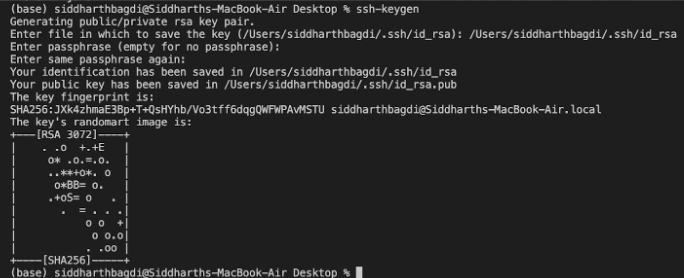 (base) siddharthbagdi@Siddharths-MacBook-Air Desktop % ssh-keygen
Generating public/private rsa key pair.
Enter file in which to save the key (/Users/siddharthbagdi/.ssh/id_rsa): /Users/siddharthbagdi/.ssh/id_rsa
Enter passphrase (empty for no passphrase):
Enter same passphrase again:
Your identification has been saved in /Users/siddharthbagdi/.ssh/id_rsa
Your public key has been saved in /Users/siddharthbagdi/.ssh/id_rsa.pub
The key fingerprint is:
SHA256:JXk4zhmaE3Bp+T+QsHYhb/Vo3tff6dqgQWFWPAvMSTU siddharthbagdi@Siddharths-MacBook-Air.local
The key's randomart image is:
+---[RSA 3072]----+
|    . .o  +.+E   |
|     o* .o.=.o.  |
|     ..**+o*. o  |
|      o*BB= o.   |
|     .+oS= o   . |
|       .  = . . .|
|           o o  +|
|            o o.o|
|           . .oo |
+----[SHA256]-----+
(base) siddharthbagdi@Siddharths-MacBook-Air Desktop %